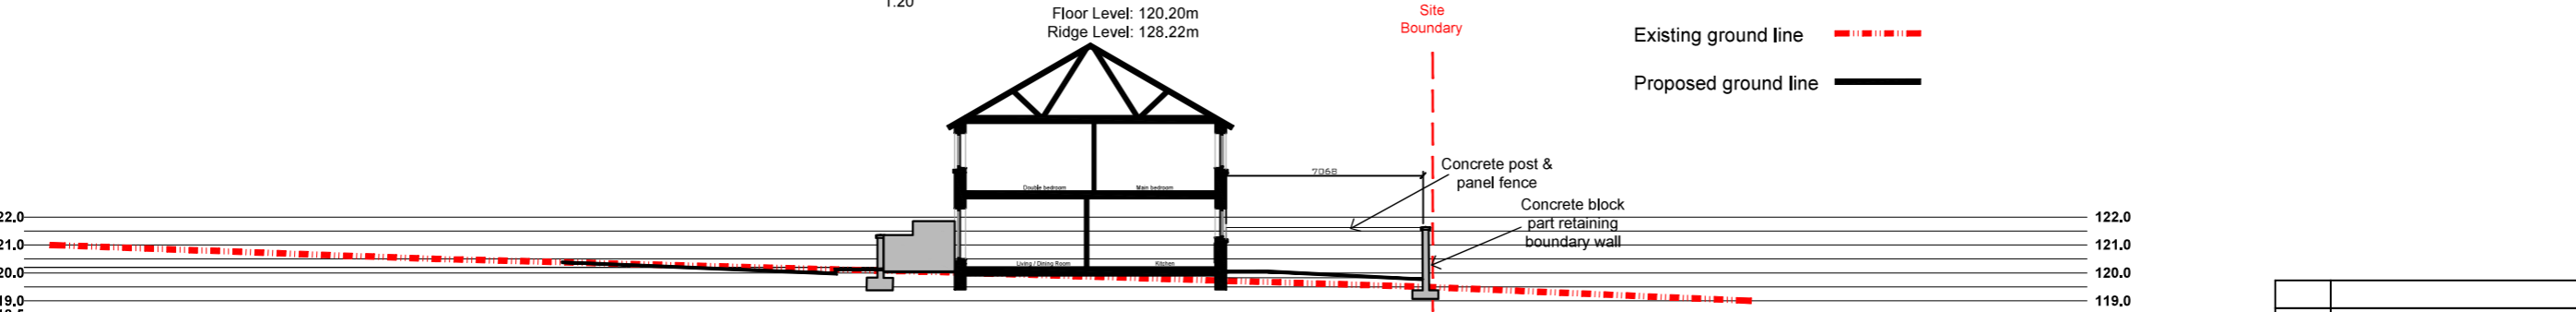 1:20
Floor Level: 120.20m
Ridge Level: 128.22m
Site
Boundary
Existing ground line
Proposed ground line
Concrete post &
panel fence
7068
Double bedroom
Main bedroom
Concrete block
part retaining
boundary wall
22.0
122.0
21.0
121.0
Living / Dining Room
Kitchen
20.0
120.0
19.0
119.0